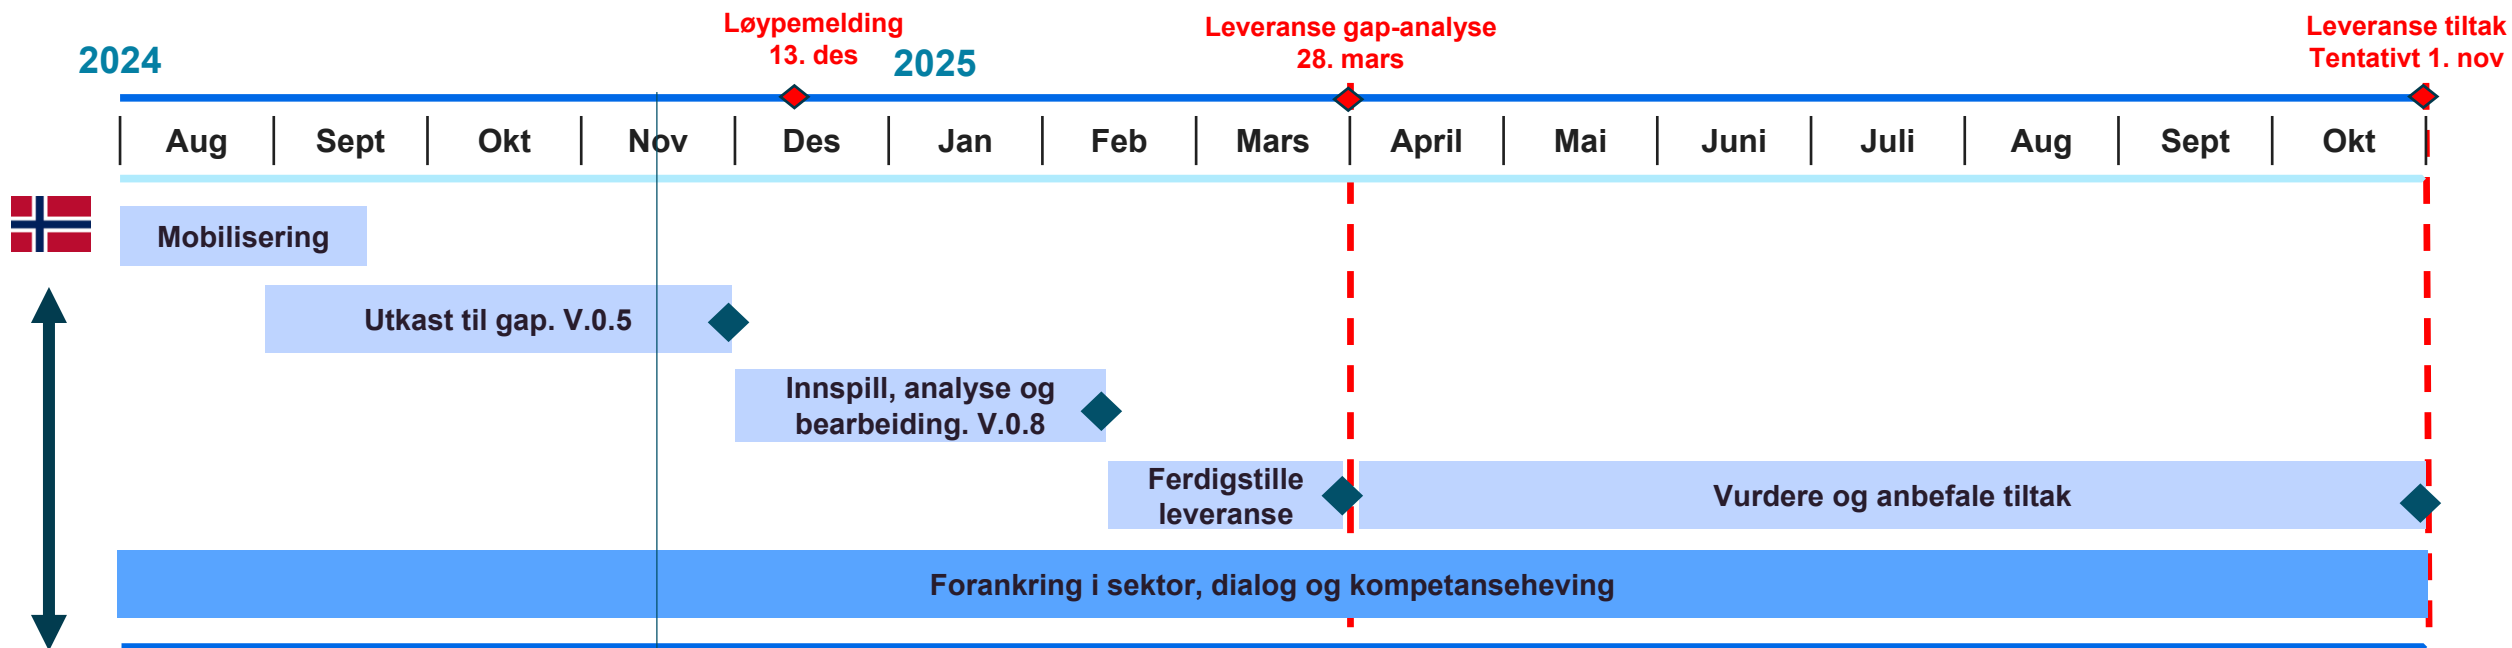 2024
Løypemelding
13. des
2025
Leveranse gap-analyse
28. mars
Leveranse tiltak
Tentativt 1. nov
Aug Sept Okt Nov Des Jan Feb Mars April Mai Juni Juli Aug Sept Okt
Mobilisering
Utkast til gap. V.0.5
Innspill, analyse og
bearbeiding. V.0.8
Ferdigstille
leveranse
Vurdere og anbefale tiltak
Forankring i sektor, dialog og kompetanseheving